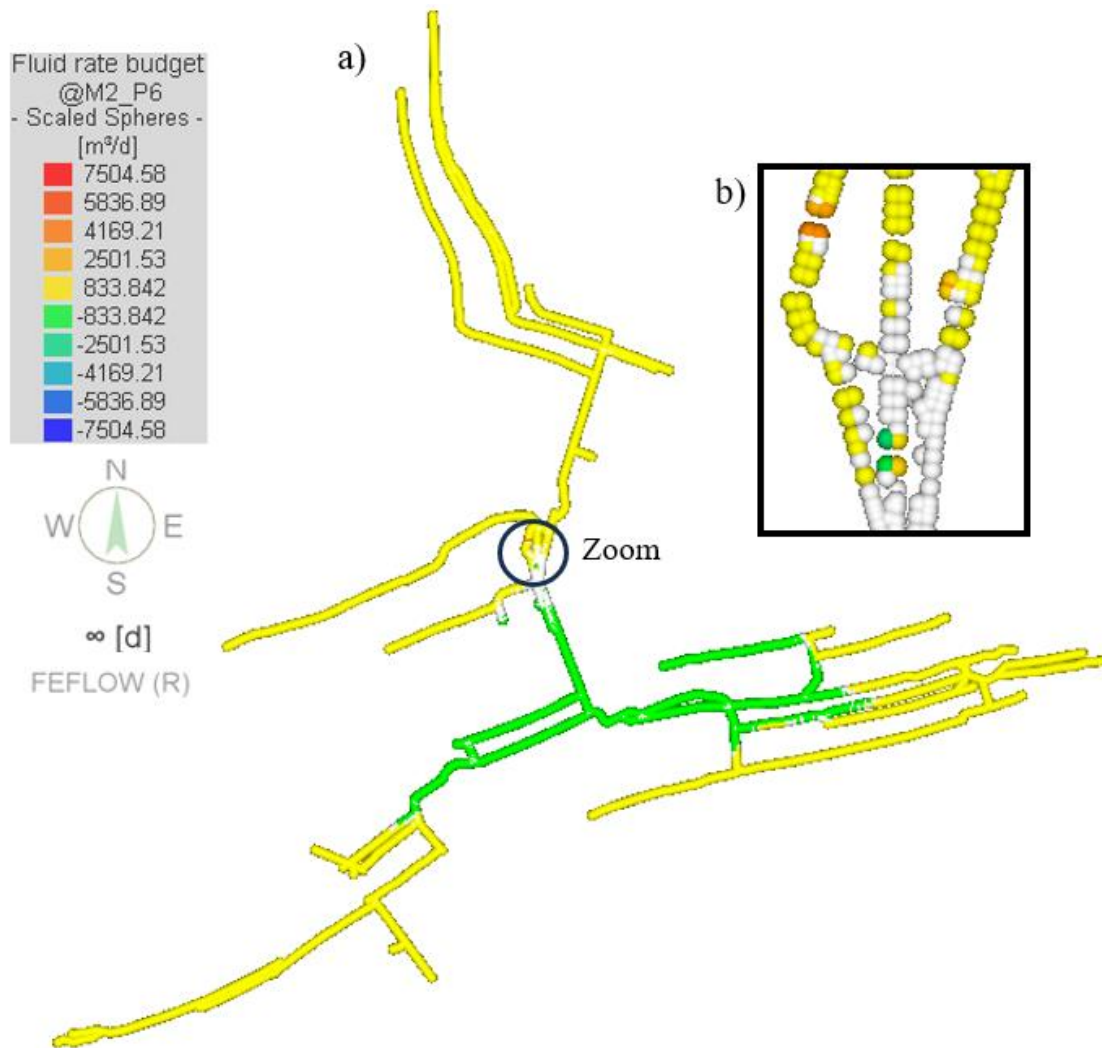 Fluid rate budget
@M2_P6
- Scaled Spheres -
[m³/d]
7504.58
5836.89
4169.21
2501.53
833.842
-833.842
-2501.53
-4169.21
-5836.89
-7504.58
N
W E
S
∞ [d]
FEFLOW (R)
a)
b)
Zoom